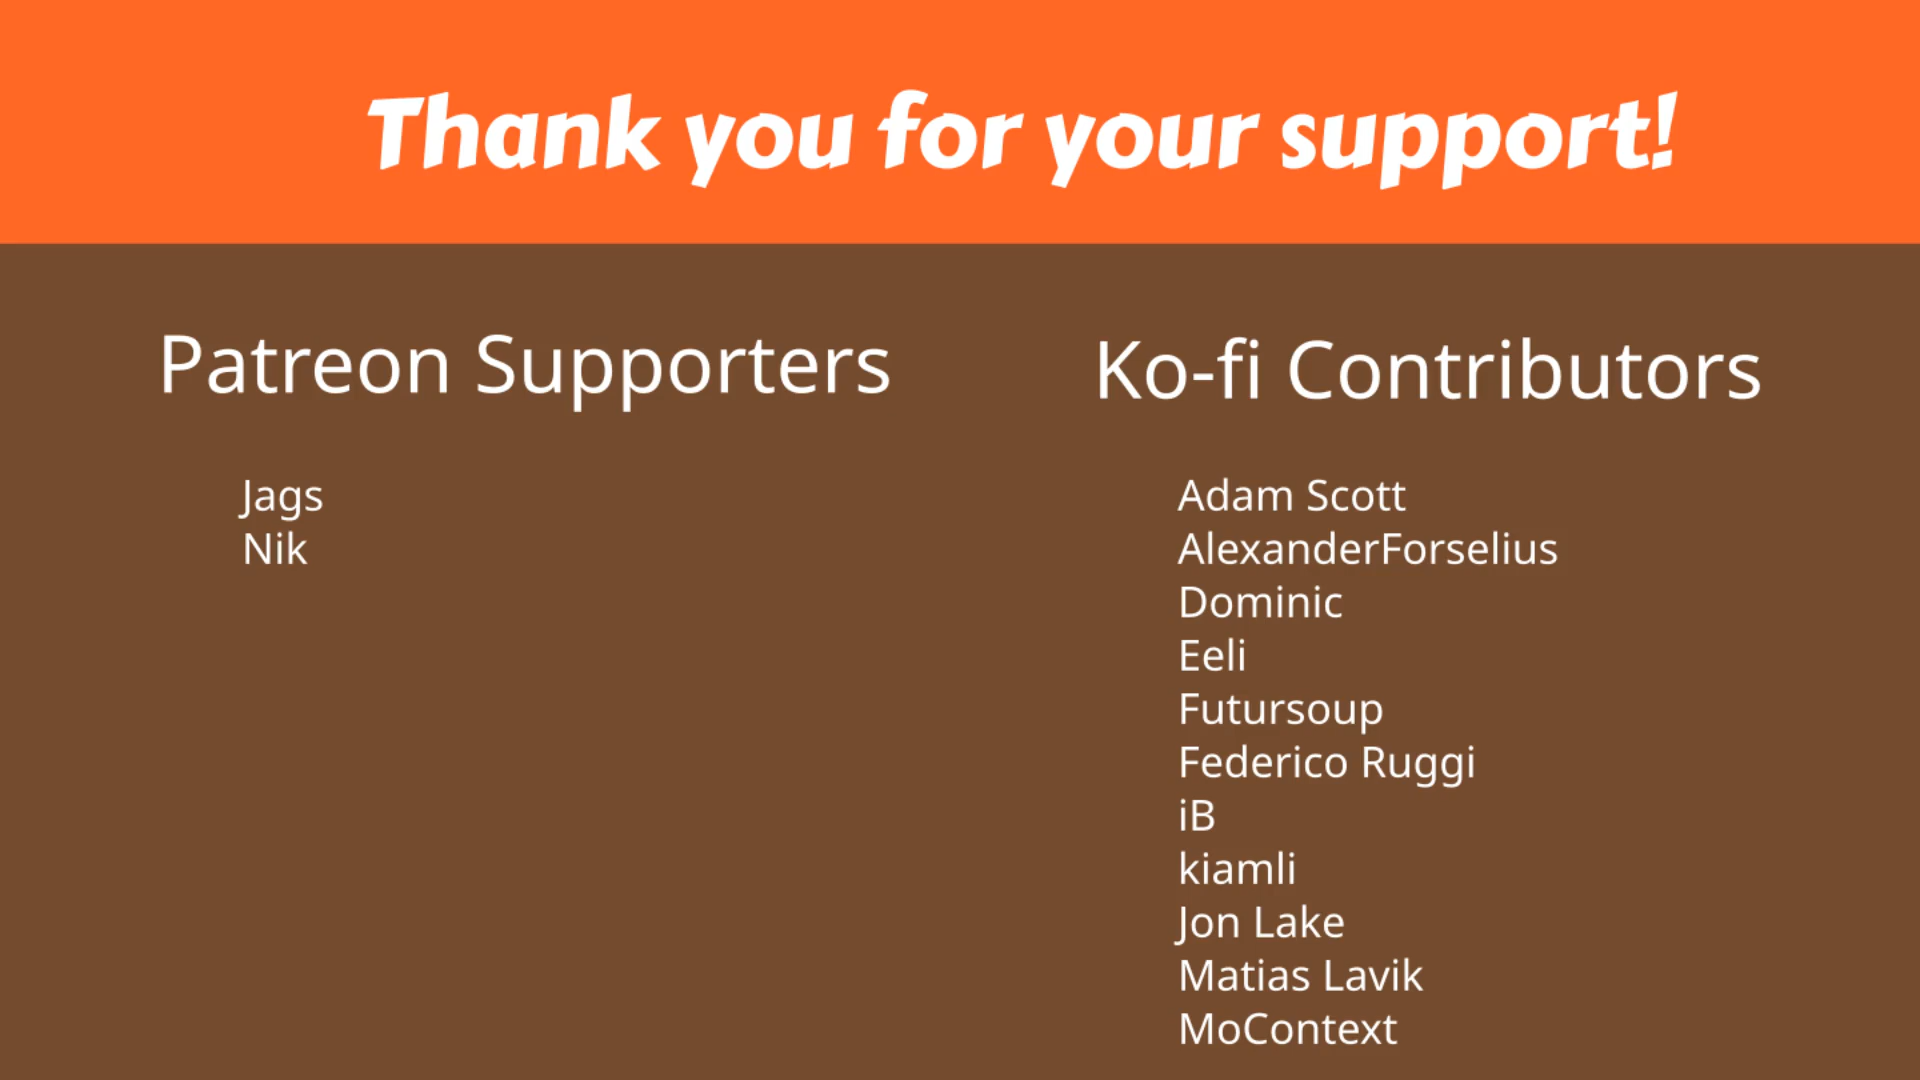 Thank you for your support!
Patreon Supporters
Jags
Nik
Ko-fi Contributors
Adam Scott
AlexanderForselius
Dominic
Eeli
Futursoup
Federico Ruggi
iB
kiamli
Jon Lake
Matias Lavik
MoContext